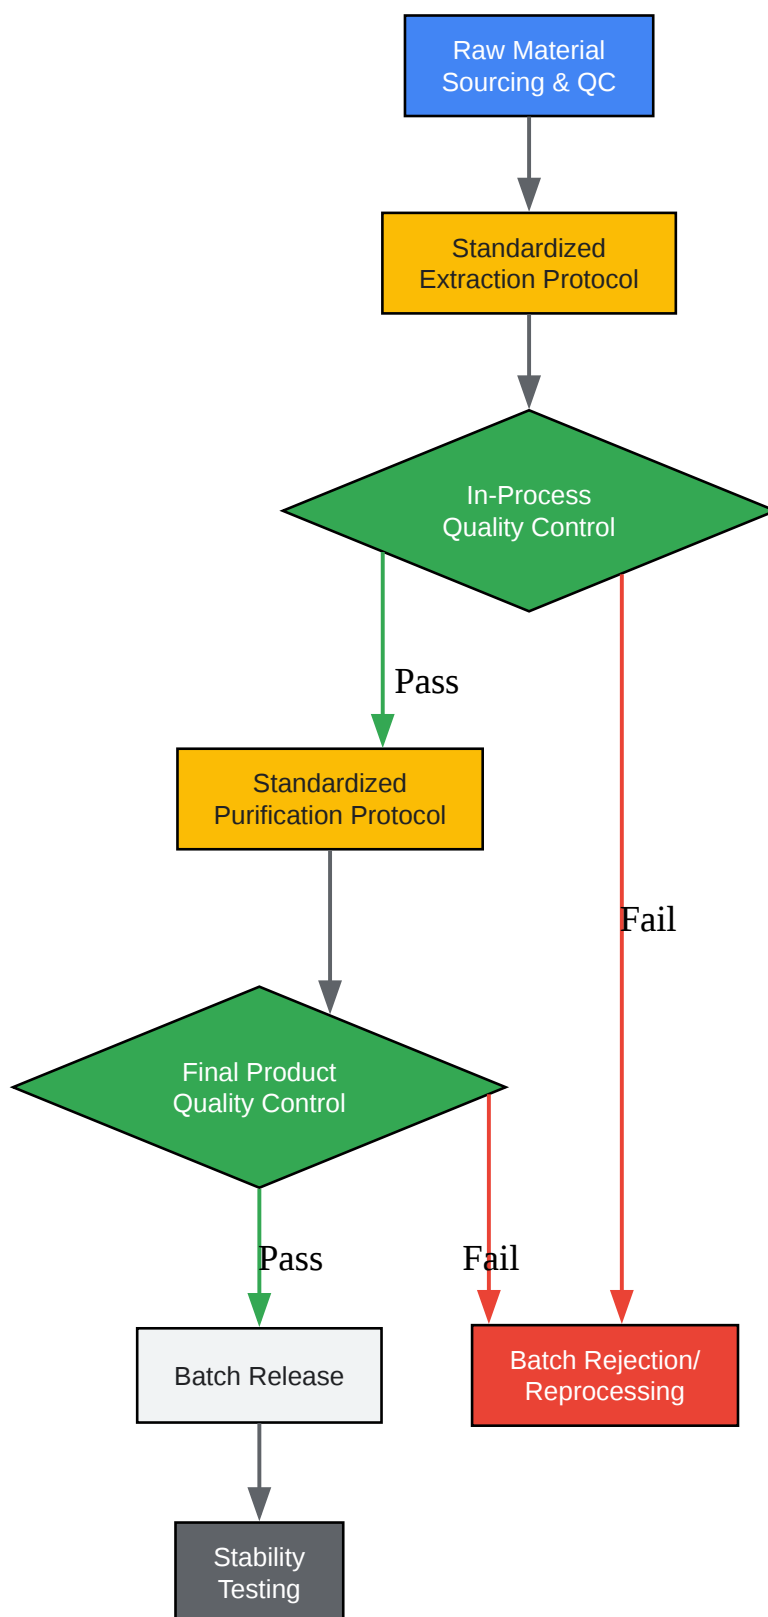 Raw Material
Sourcing & QC
Standardized
Extraction Protocol
In-Process
Quality Control
Pass
Standardized
Purification Protocol
Fail
Final Product
Quality Control
Pass
Fail
Batch Release
Batch Rejection/
Reprocessing
Stability
Testing